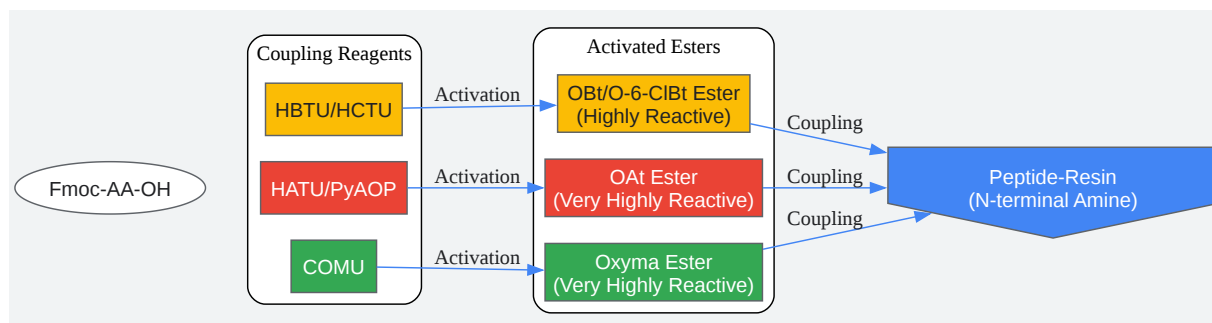 Coupling Reagents
Activated Esters
Fmoc-AA-OH
HBTU/HCTU
Activation
OBt/O-6-ClBt Ester
(Highly Reactive)
Coupling
HATU/PyAOP
Activation
OAt Ester
(Very Highly Reactive)
Coupling
Peptide-Resin
(N-terminal Amine)
COMU
Activation
Oxyma Ester
(Very Highly Reactive)
Coupling